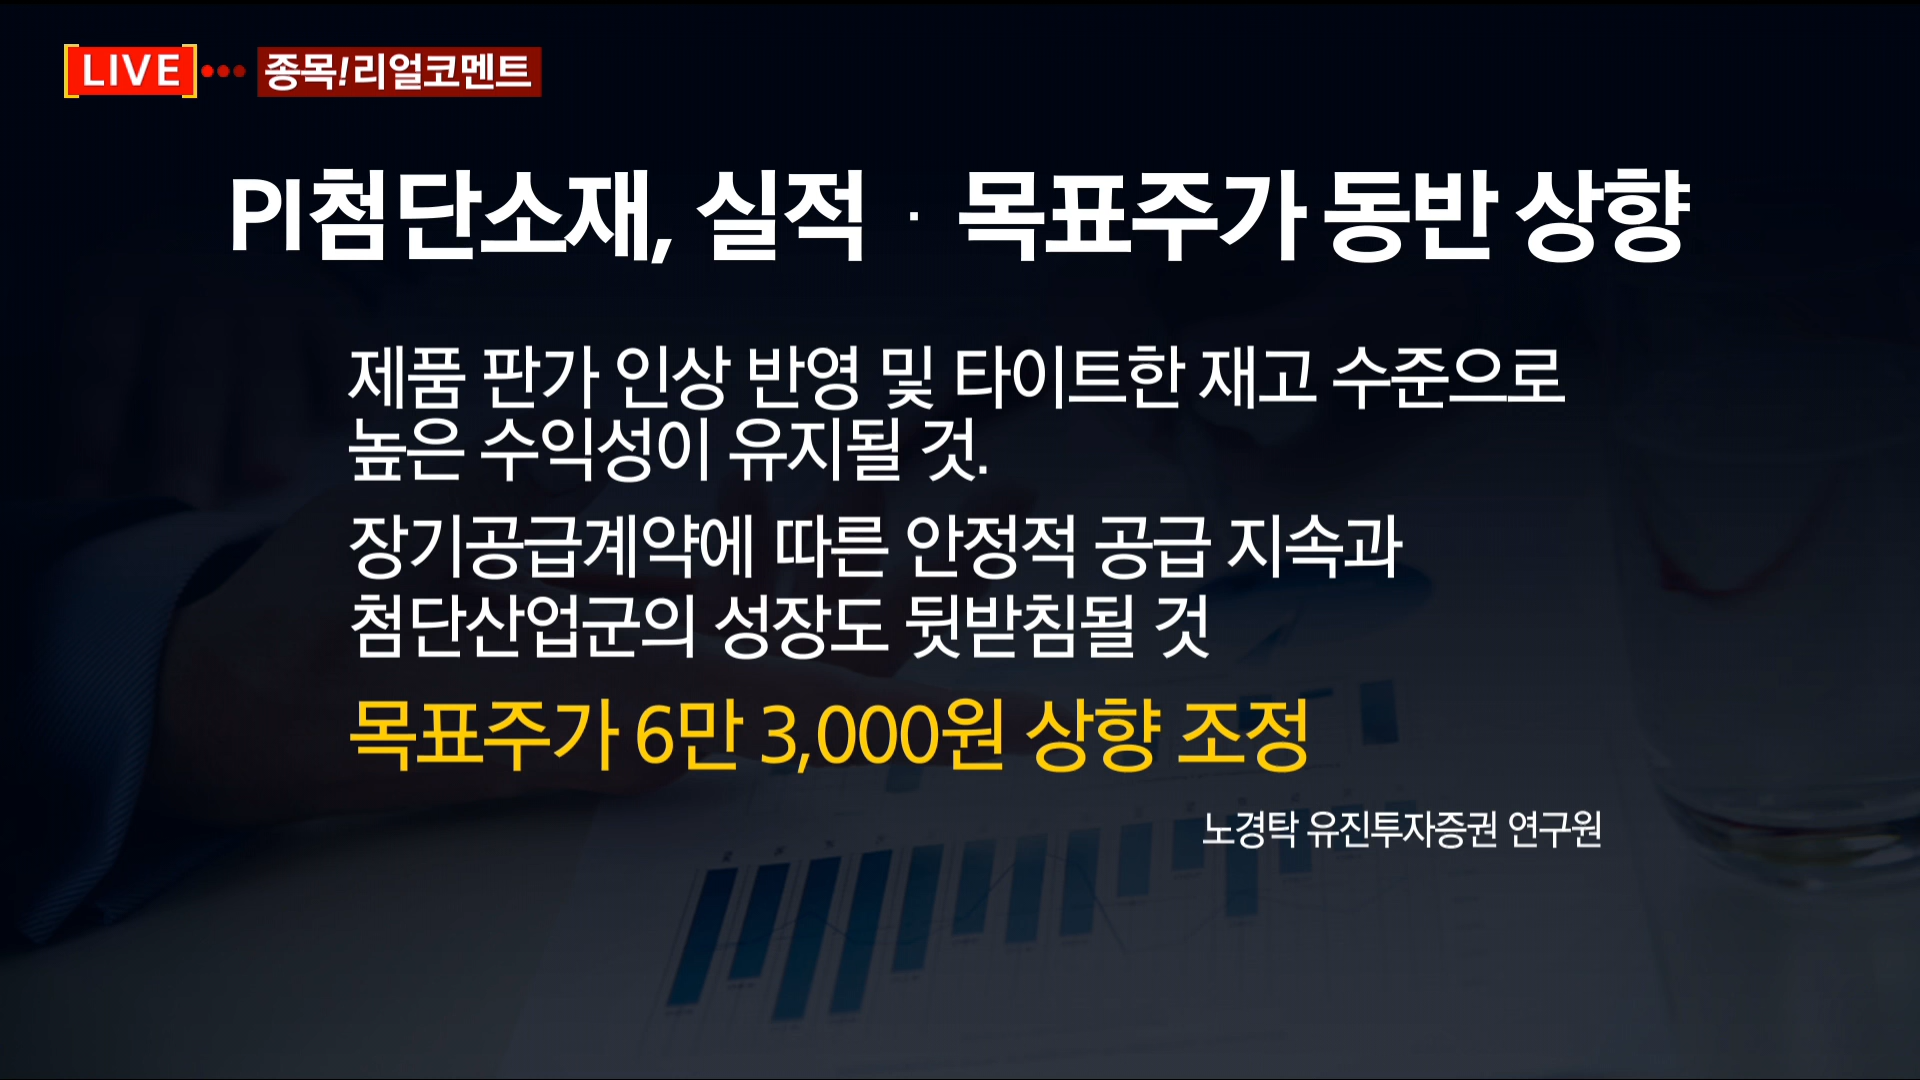 LIVE 종목!리얼코멘트
PI첨단소재, 실적 · 목표주가 동반 상향
제품 판가 인상 반영 및 타이트한 재고 수준으로
높은 수익성이 유지될 것.
장기공급계약에 따른 안정적 공급 지속과
첨단산업군의 성장도 뒷받침될 것
목표주가 6만 3,000원 상향 조정
노경탁 유진투자증권 연구원